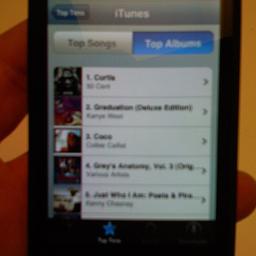 Top Tens
iTunes
Top Songs
Top Albums
1. Curtis
50 Cent
2. Graduation (Deluxe Edition)
Kanye West
3. Coco
Colbie Caillat
4. Grey's Anatomy, Vol. 3 (Orig...
Various Artists
5. Just Who I Am: Poets & Pira...
Kenny Chesney
Top Tens